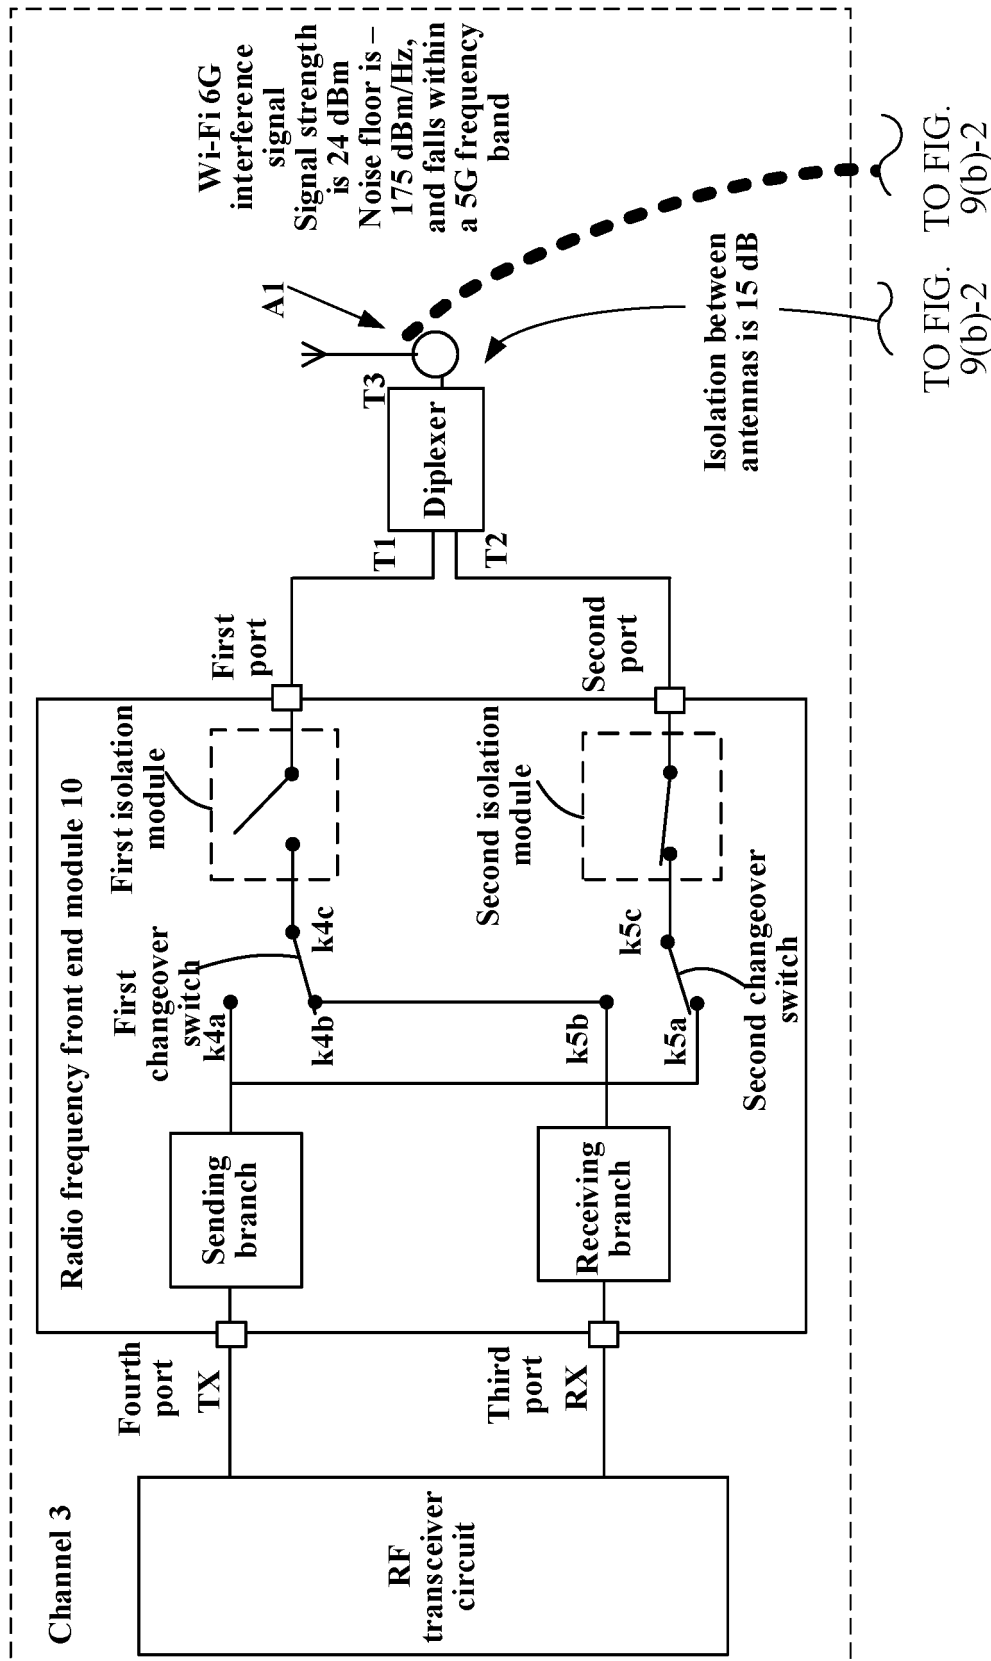 Channel 3
RF
transceiver
circuit
Fourth
port
TX
Third
port
RX
Radio frequency front end module 10
Sending
branch
Receiving
branch
First
changeover
switch
k4a
k4b
k4c
k5b
k5a
k5c
Second changeover
switch
First isolation
module
Second isolation
module
First
port
Second
port
T1
T2
Diplexer
T3
A1
Wi-Fi 6G
interference
signal
Signal strength
is 24 dBm
Noise floor is –
175 dBm/Hz,
and falls within
a 5G frequency
band
Isolation between
antennas is 15 dB
TO FIG.
9(b)-2
TO FIG.
9(b)-2